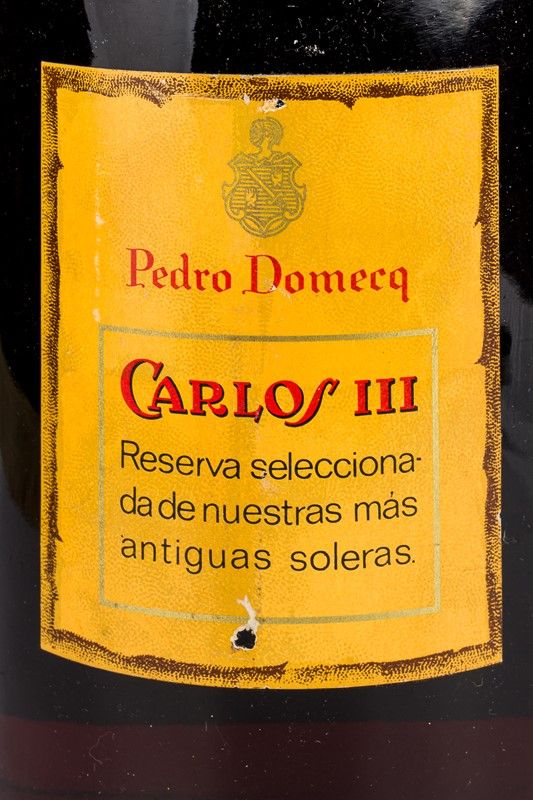 Pedro Domecq
CARLOS III
Reserva selecciona-
da de nuestras más
antiguas soleras.